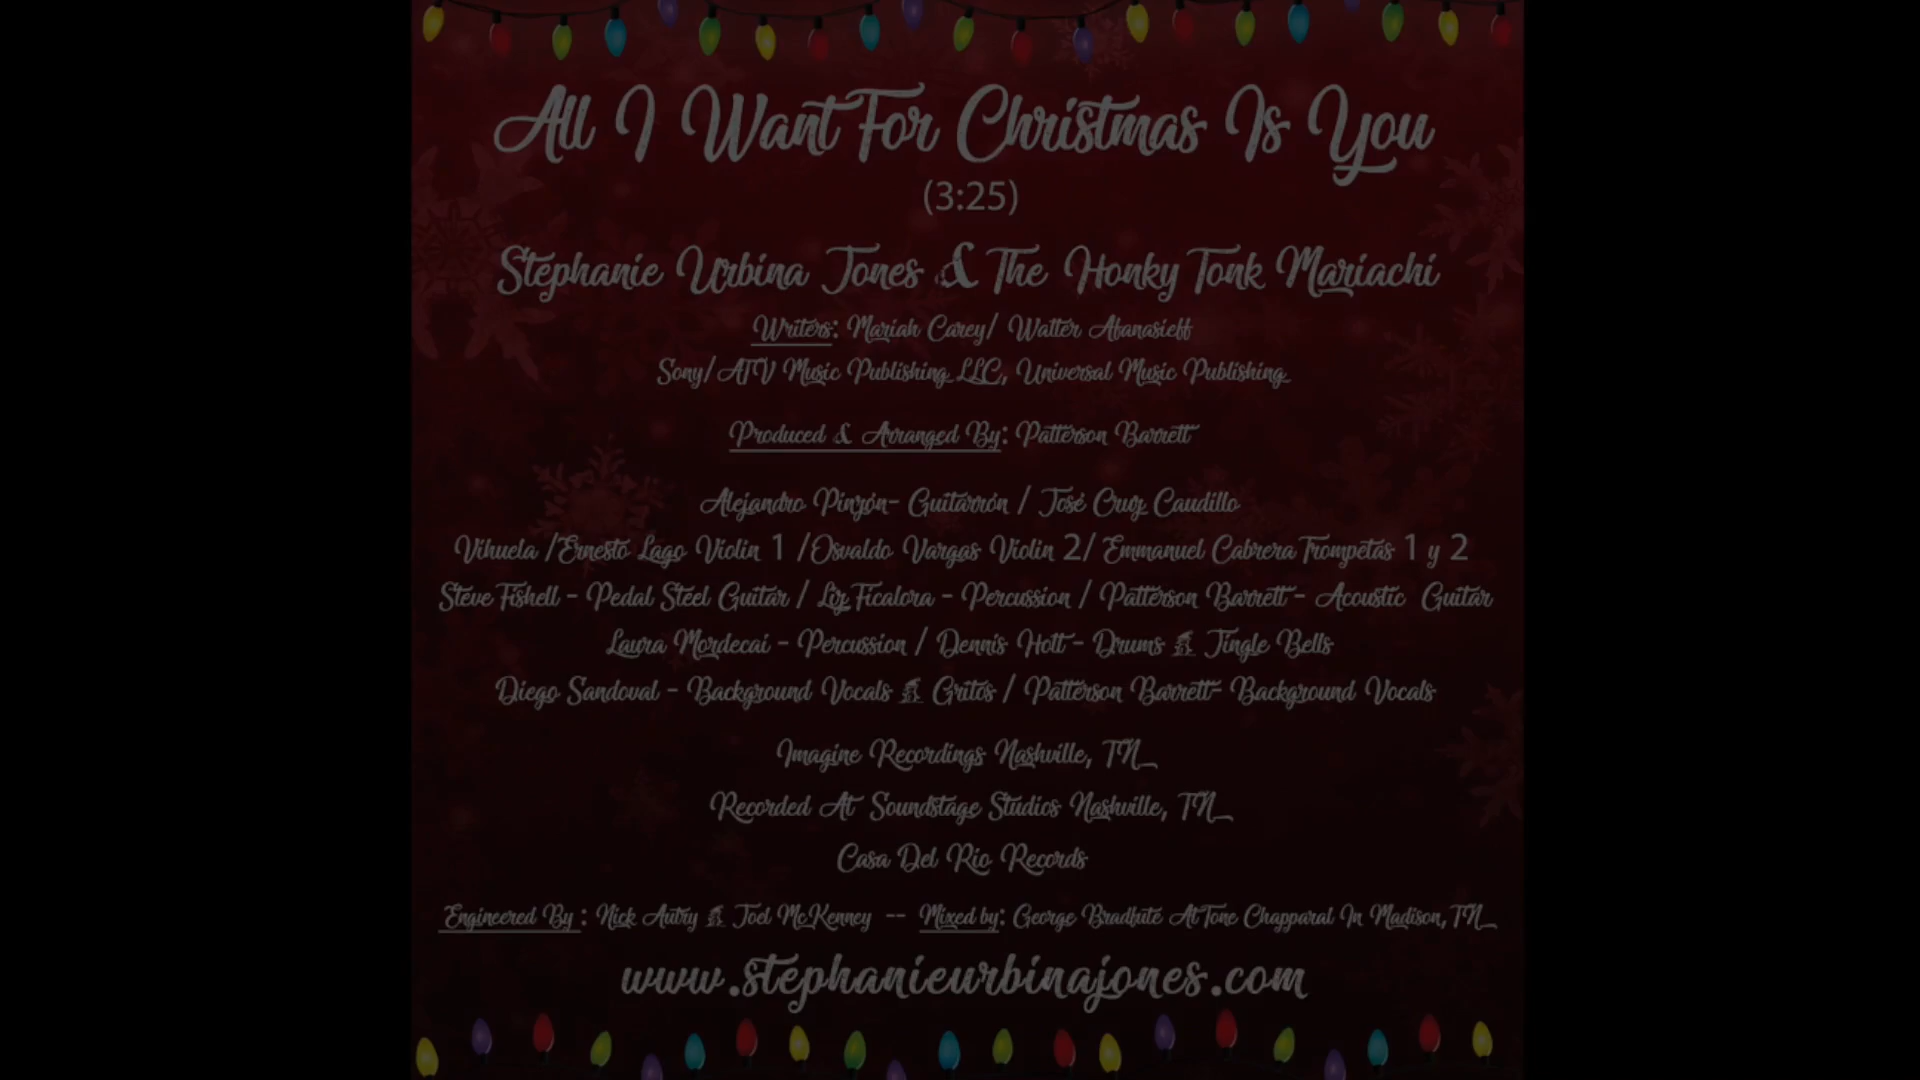 All I Want For Christmas Is You
(3:25)
Stephanie Urbina Jones & The Honky Tonk Mariachi
Writers: Mariah Carey/ Walter Afanasieff
Sony/ATV Music Publishing LLC, Universal Music Publishing
Produced & Arranged By: Patterson Barrett
Alejandro Pinzón- Guitarrón / José Cruz Caudillo
Vihuela /Ernesto Lago Violin 1 /Osvaldo Vargas Violin 2/ Emmanuel Cabrera Trompetas 1 y 2
Steve Fishell - Pedal Steel Guitar / Liz Ficalora - Percussion / Patterson Barrett - Acoustic Guitar
Laura Mordecai - Percussion / Dennis Holt - Drums & Jingle Bells
Diego Sandoval - Background Vocals & Gritos / Patterson Barrett- Background Vocals
Imagine Recordings Nashville, TN
Recorded At Soundstage Studios Nashville, TN
Casa Del Rio Records
Engineered By : Nick Autry & Joel McKenney -- Mixed by: George Bradfute At Tone Chapparal In Madison, TN
www.stephanieurbinajones.com